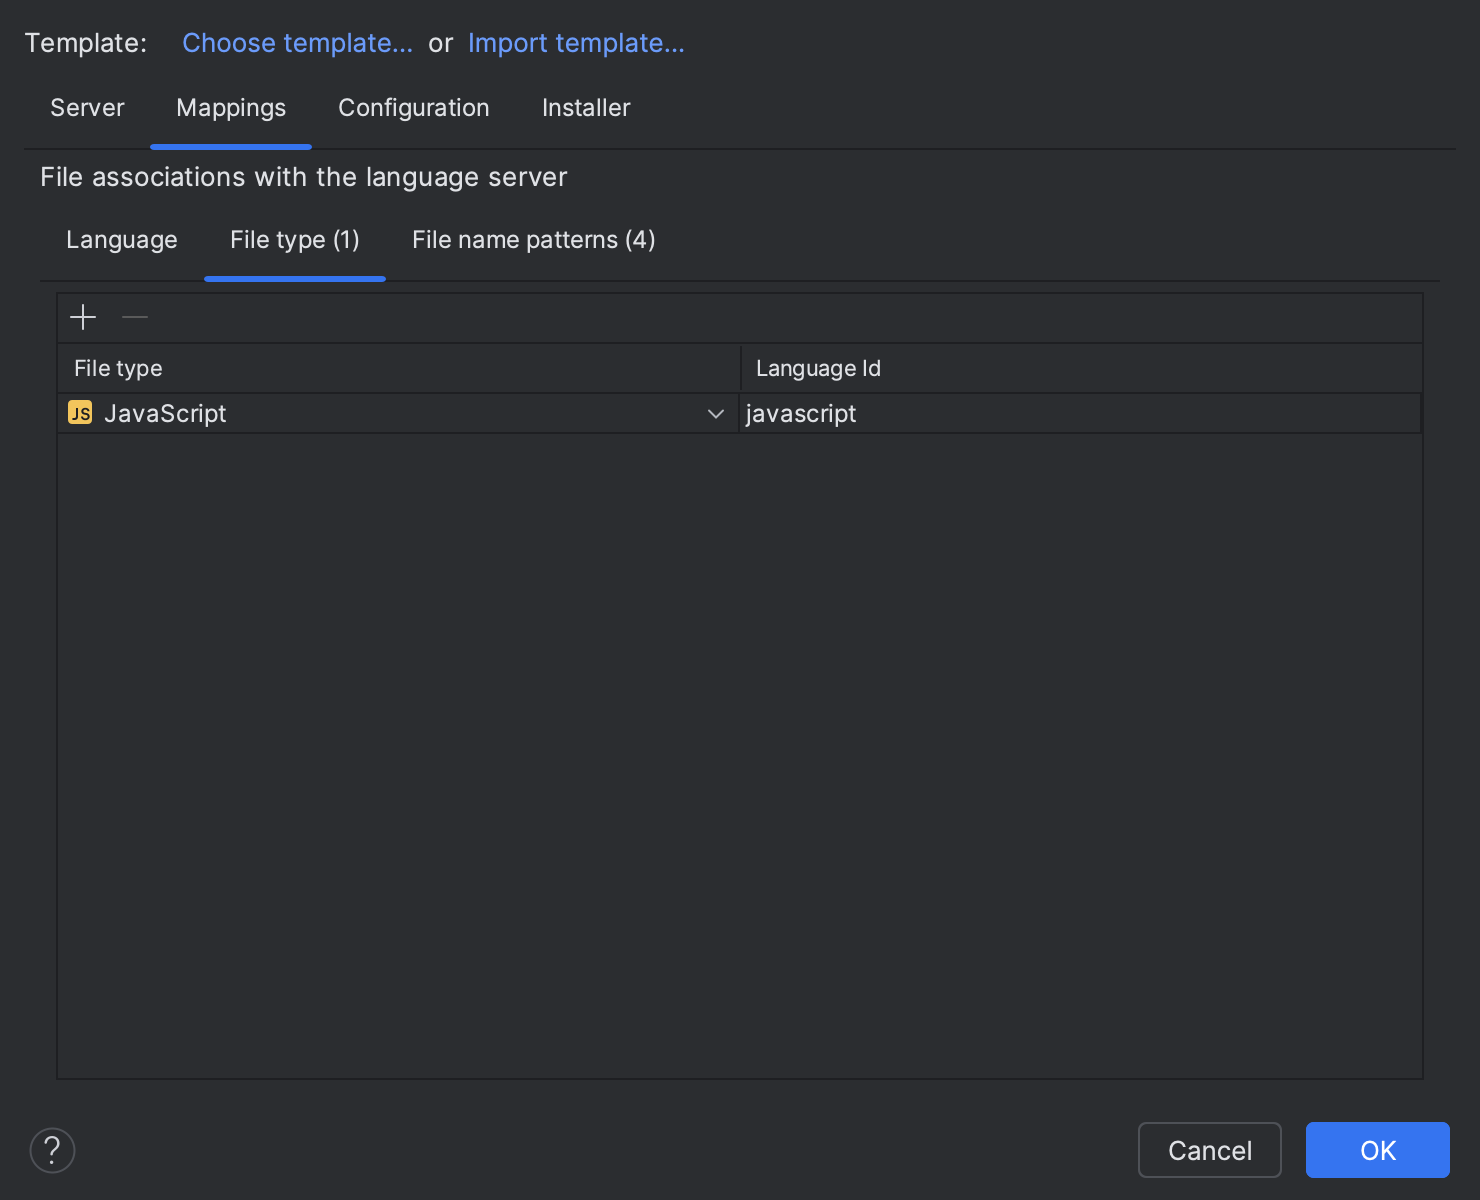 Template: Choose template... or Import template...
Server Mappings Configuration Installer
File associations with the language server
Language File type (1) File name patterns (4)
File type Language Id
JS JavaScript javascript
? Cancel OK